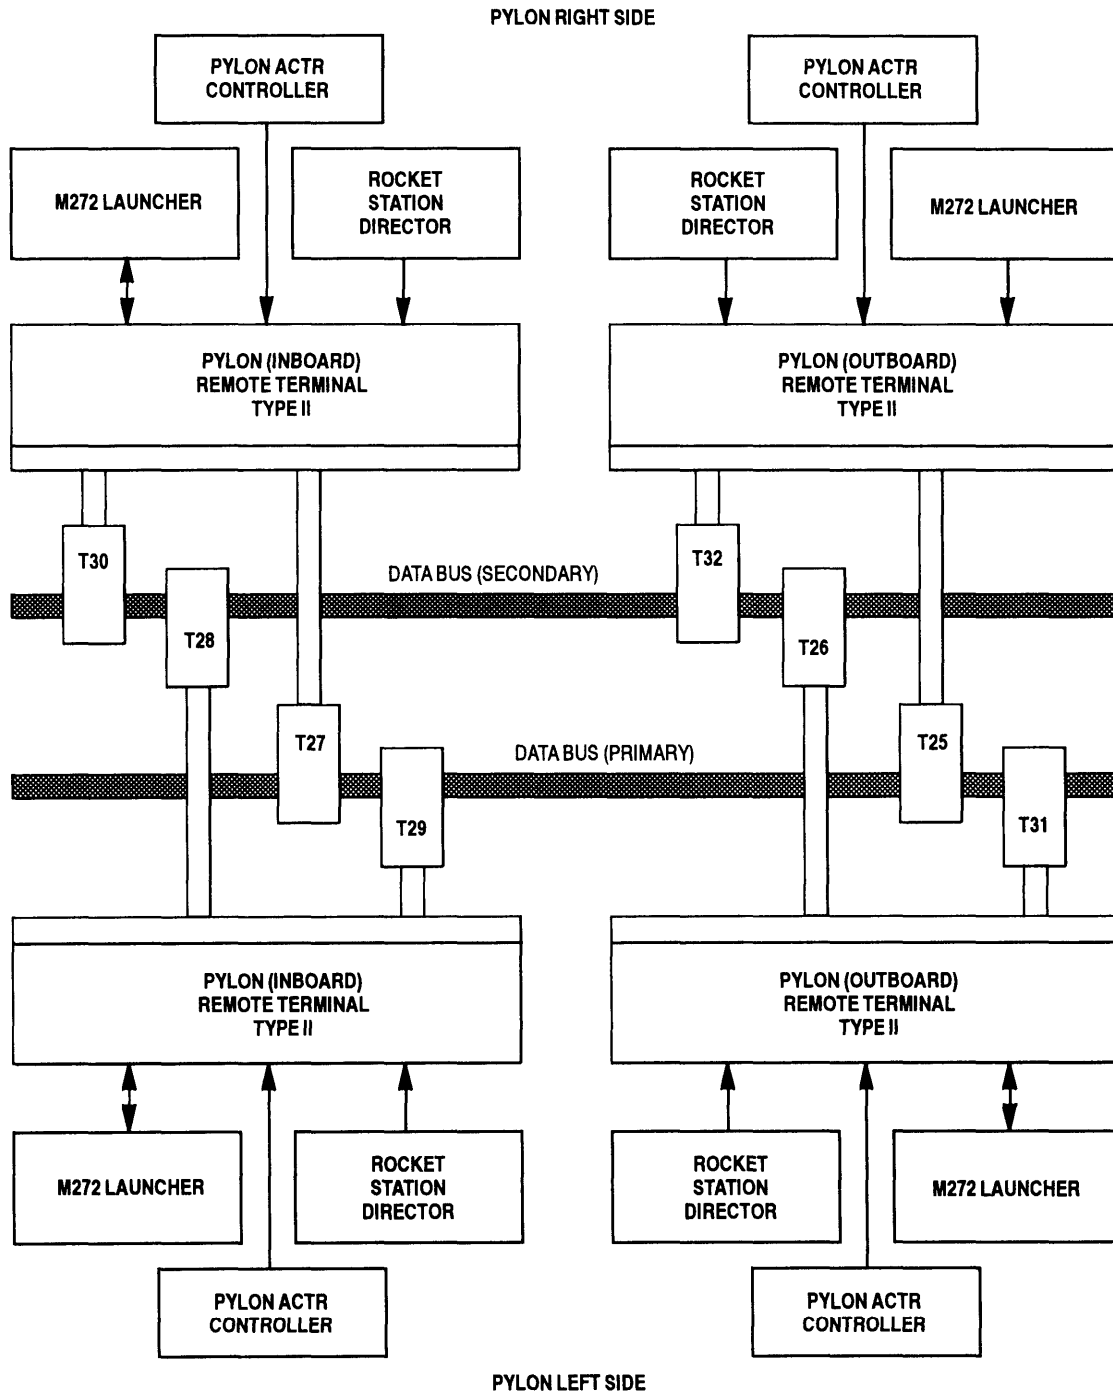 PYLON RIGHT SIDE
PYLON ACTR
CONTROLLER
PYLON ACTR
CONTROLLER
M272 LAUNCHER
ROCKET
STATION
DIRECTOR
ROCKET
STATION
DIRECTOR
M272 LAUNCHER
PYLON (INBOARD)
REMOTE TERMINAL
TYPE II
PYLON (OUTBOARD)
REMOTE TERMINAL
TYPE II
T30
T32
DATA BUS (SECONDARY)
T28
T26
T27
T25
DATA BUS (PRIMARY)
T29
T31
PYLON (INBOARD)
REMOTE TERMINAL
TYPE II
PYLON (OUTBOARD)
REMOTE TERMINAL
TYPE II
M272 LAUNCHER
ROCKET
STATION
DIRECTOR
ROCKET
STATION
DIRECTOR
M272 LAUNCHER
PYLON ACTR
CONTROLLER
PYLON ACTR
CONTROLLER
PYLON LEFT SIDE